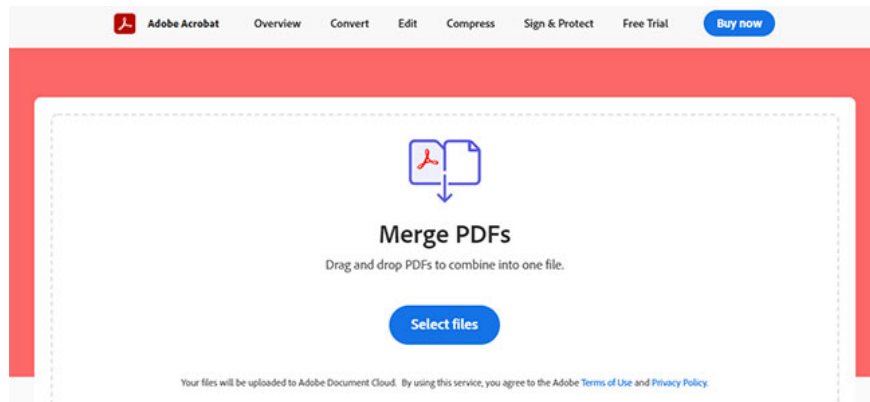 Adobe Acrobat Overview Convert Edit Compress Sign & Protect Free Trial Buy now
Merge PDFs
Drag and drop PDFs to combine into one file.
Select files
Your files will be uploaded to Adobe Document Cloud. By using this service, you agree to the Adobe Terms of Use and Privacy Policy.